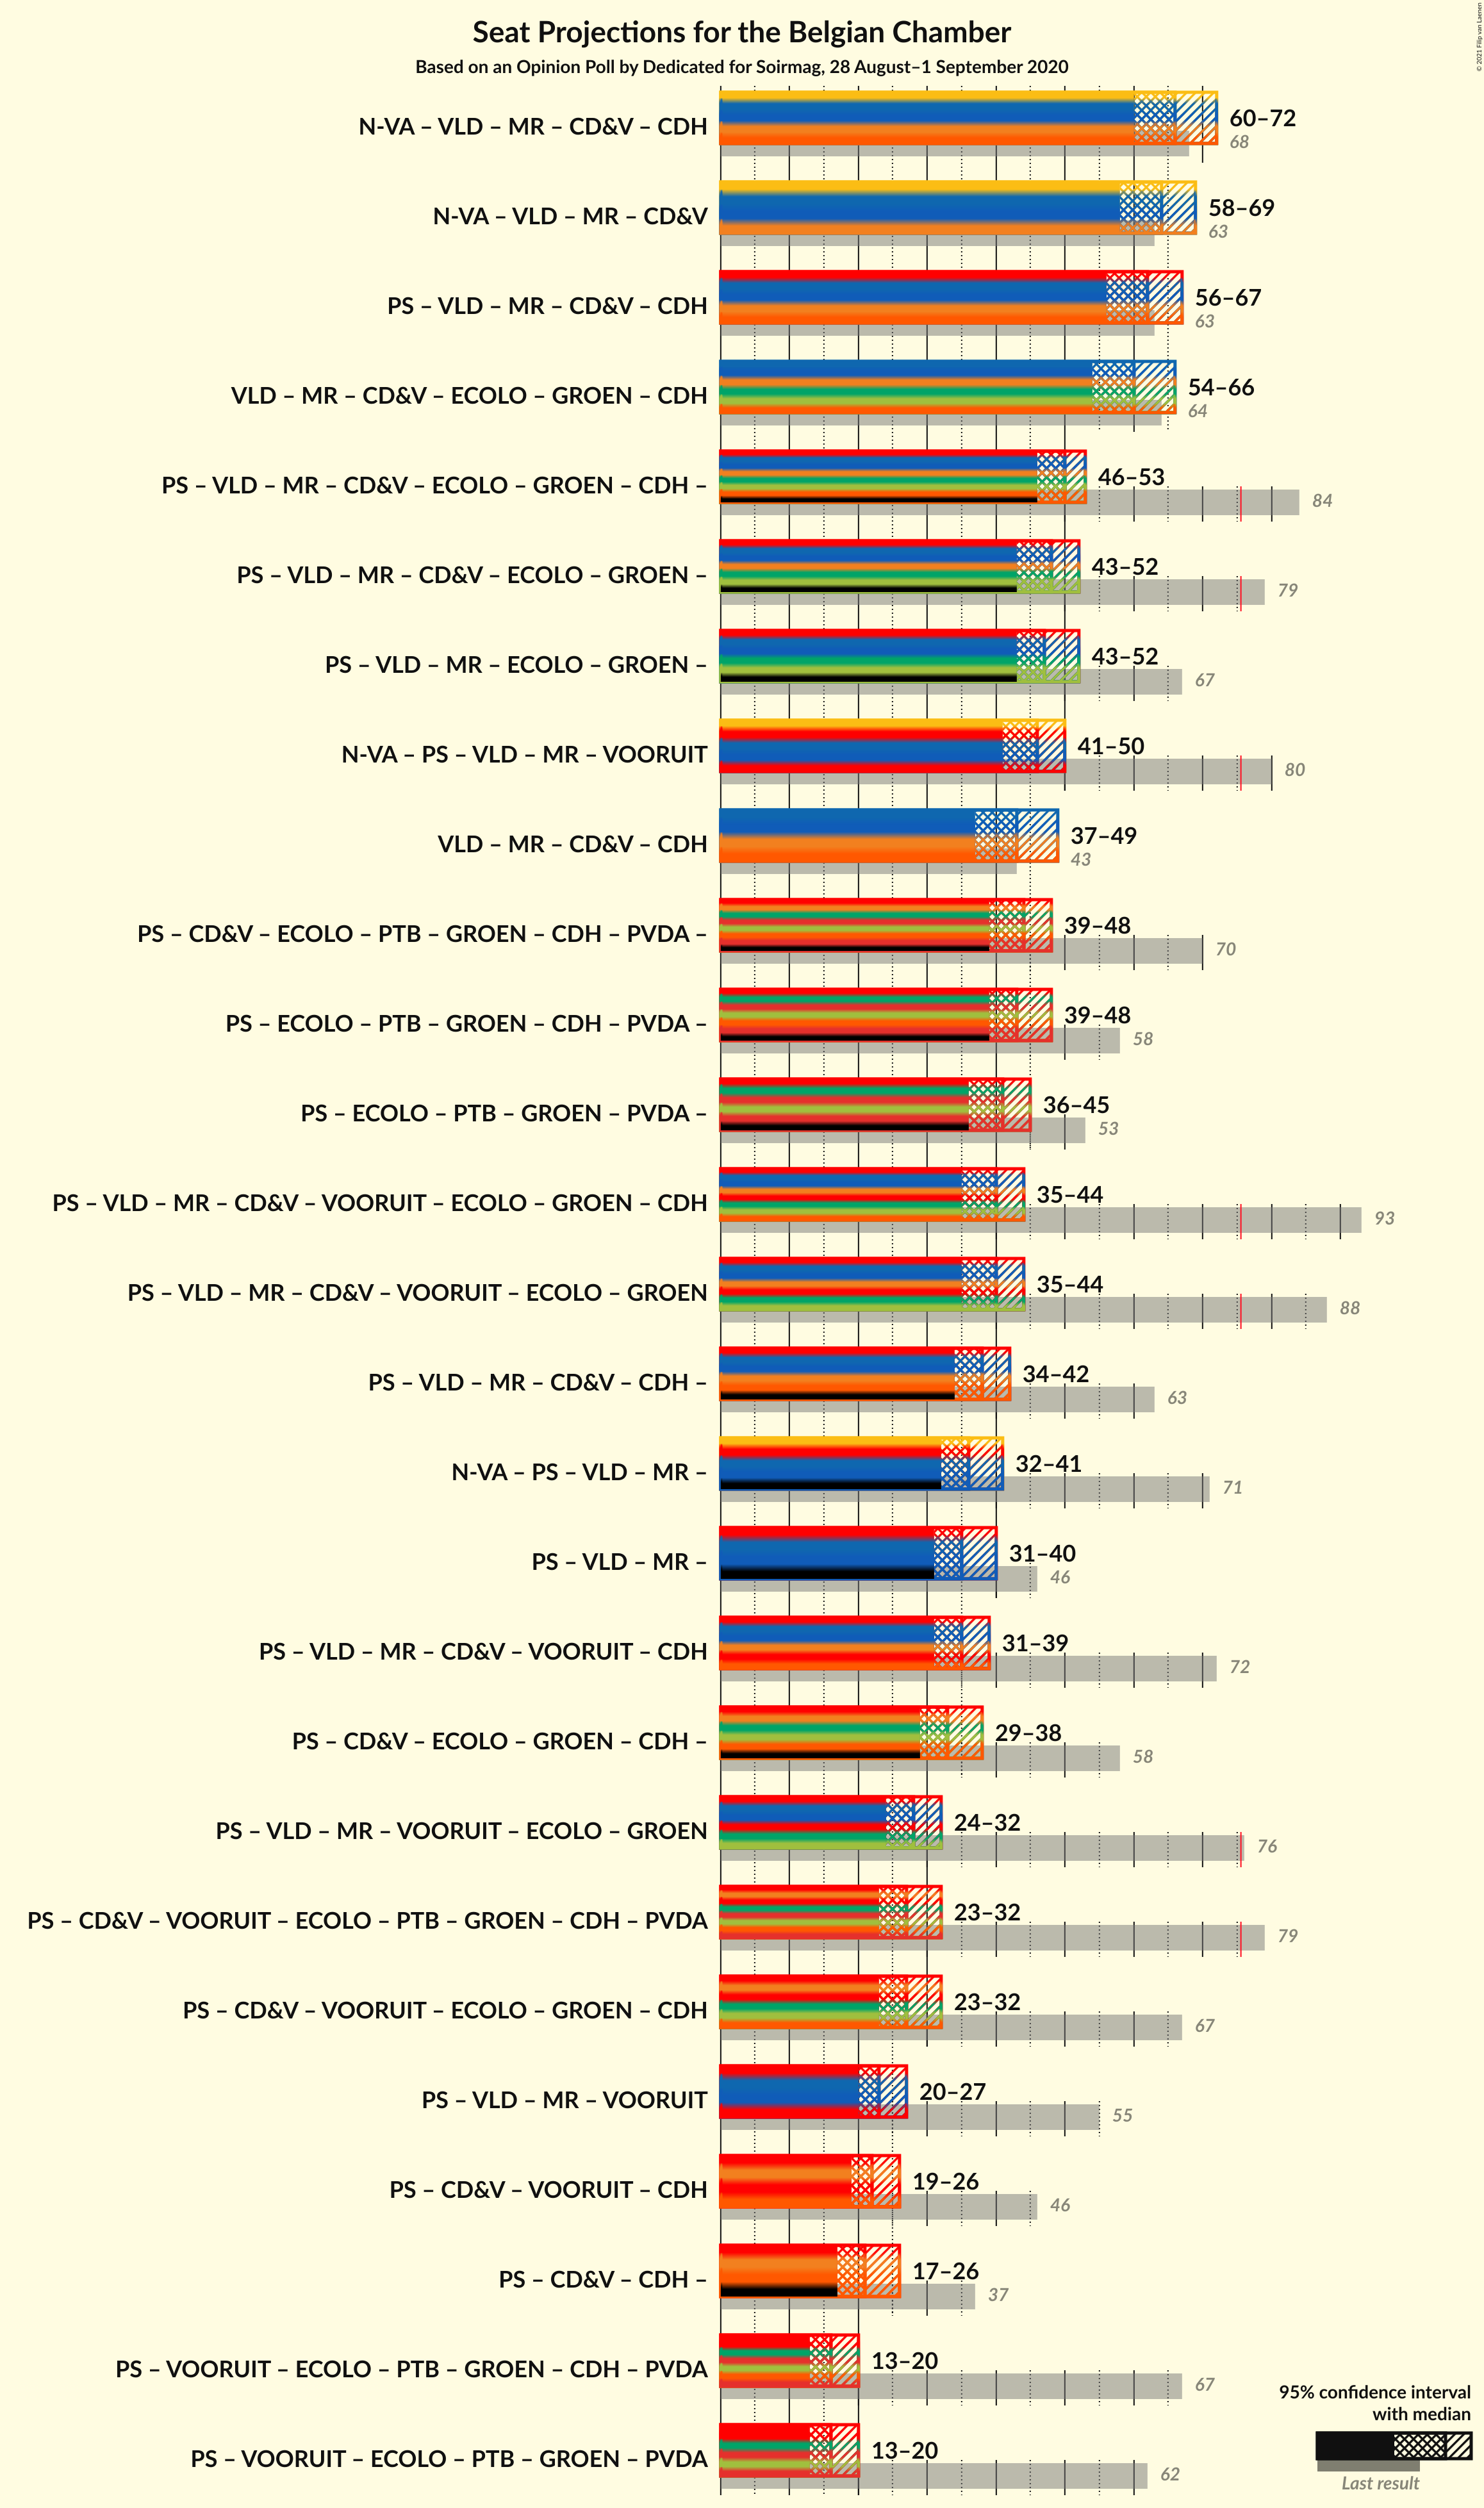 Seat Projections for the Belgian Chamber
Based on an Opinion Poll by Dedicated for Soirmag, 28 August–1 September 2020
© 2021 Filip van Laenen
N-VA – VLD – MR – CD&V – CDH
60–72
68
N-VA – VLD – MR – CD&V
58–69
63
PS – VLD – MR – CD&V – CDH
56–67
63
VLD – MR – CD&V – ECOLO – GROEN – CDH
54–66
64
PS – VLD – MR – CD&V – ECOLO – GROEN – CDH –
46–53
84
PS – VLD – MR – CD&V – ECOLO – GROEN –
43–52
79
PS – VLD – MR – ECOLO – GROEN –
43–52
67
N-VA – PS – VLD – MR – VOORUIT
41–50
80
VLD – MR – CD&V – CDH
37–49
43
PS – CD&V – ECOLO – PTB – GROEN – CDH – PVDA –
39–48
70
PS – ECOLO – PTB – GROEN – CDH – PVDA –
39–48
58
PS – ECOLO – PTB – GROEN – PVDA –
36–45
53
PS – VLD – MR – CD&V – VOORUIT – ECOLO – GROEN – CDH
35–44
93
PS – VLD – MR – CD&V – VOORUIT – ECOLO – GROEN
35–44
88
PS – VLD – MR – CD&V – CDH –
34–42
63
N-VA – PS – VLD – MR –
32–41
71
PS – VLD – MR –
31–40
46
PS – VLD – MR – CD&V – VOORUIT – CDH
31–39
72
PS – CD&V – ECOLO – GROEN – CDH –
29–38
58
PS – VLD – MR – VOORUIT – ECOLO – GROEN
24–32
76
PS – CD&V – VOORUIT – ECOLO – PTB – GROEN – CDH – PVDA
23–32
79
PS – CD&V – VOORUIT – ECOLO – GROEN – CDH
23–32
67
PS – VLD – MR – VOORUIT
20–27
55
PS – CD&V – VOORUIT – CDH
19–26
46
PS – CD&V – CDH –
17–26
37
PS – VOORUIT – ECOLO – PTB – GROEN – CDH – PVDA
13–20
67
PS – VOORUIT – ECOLO – PTB – GROEN – PVDA
13–20
62
95% confidence interval
with median
Last result